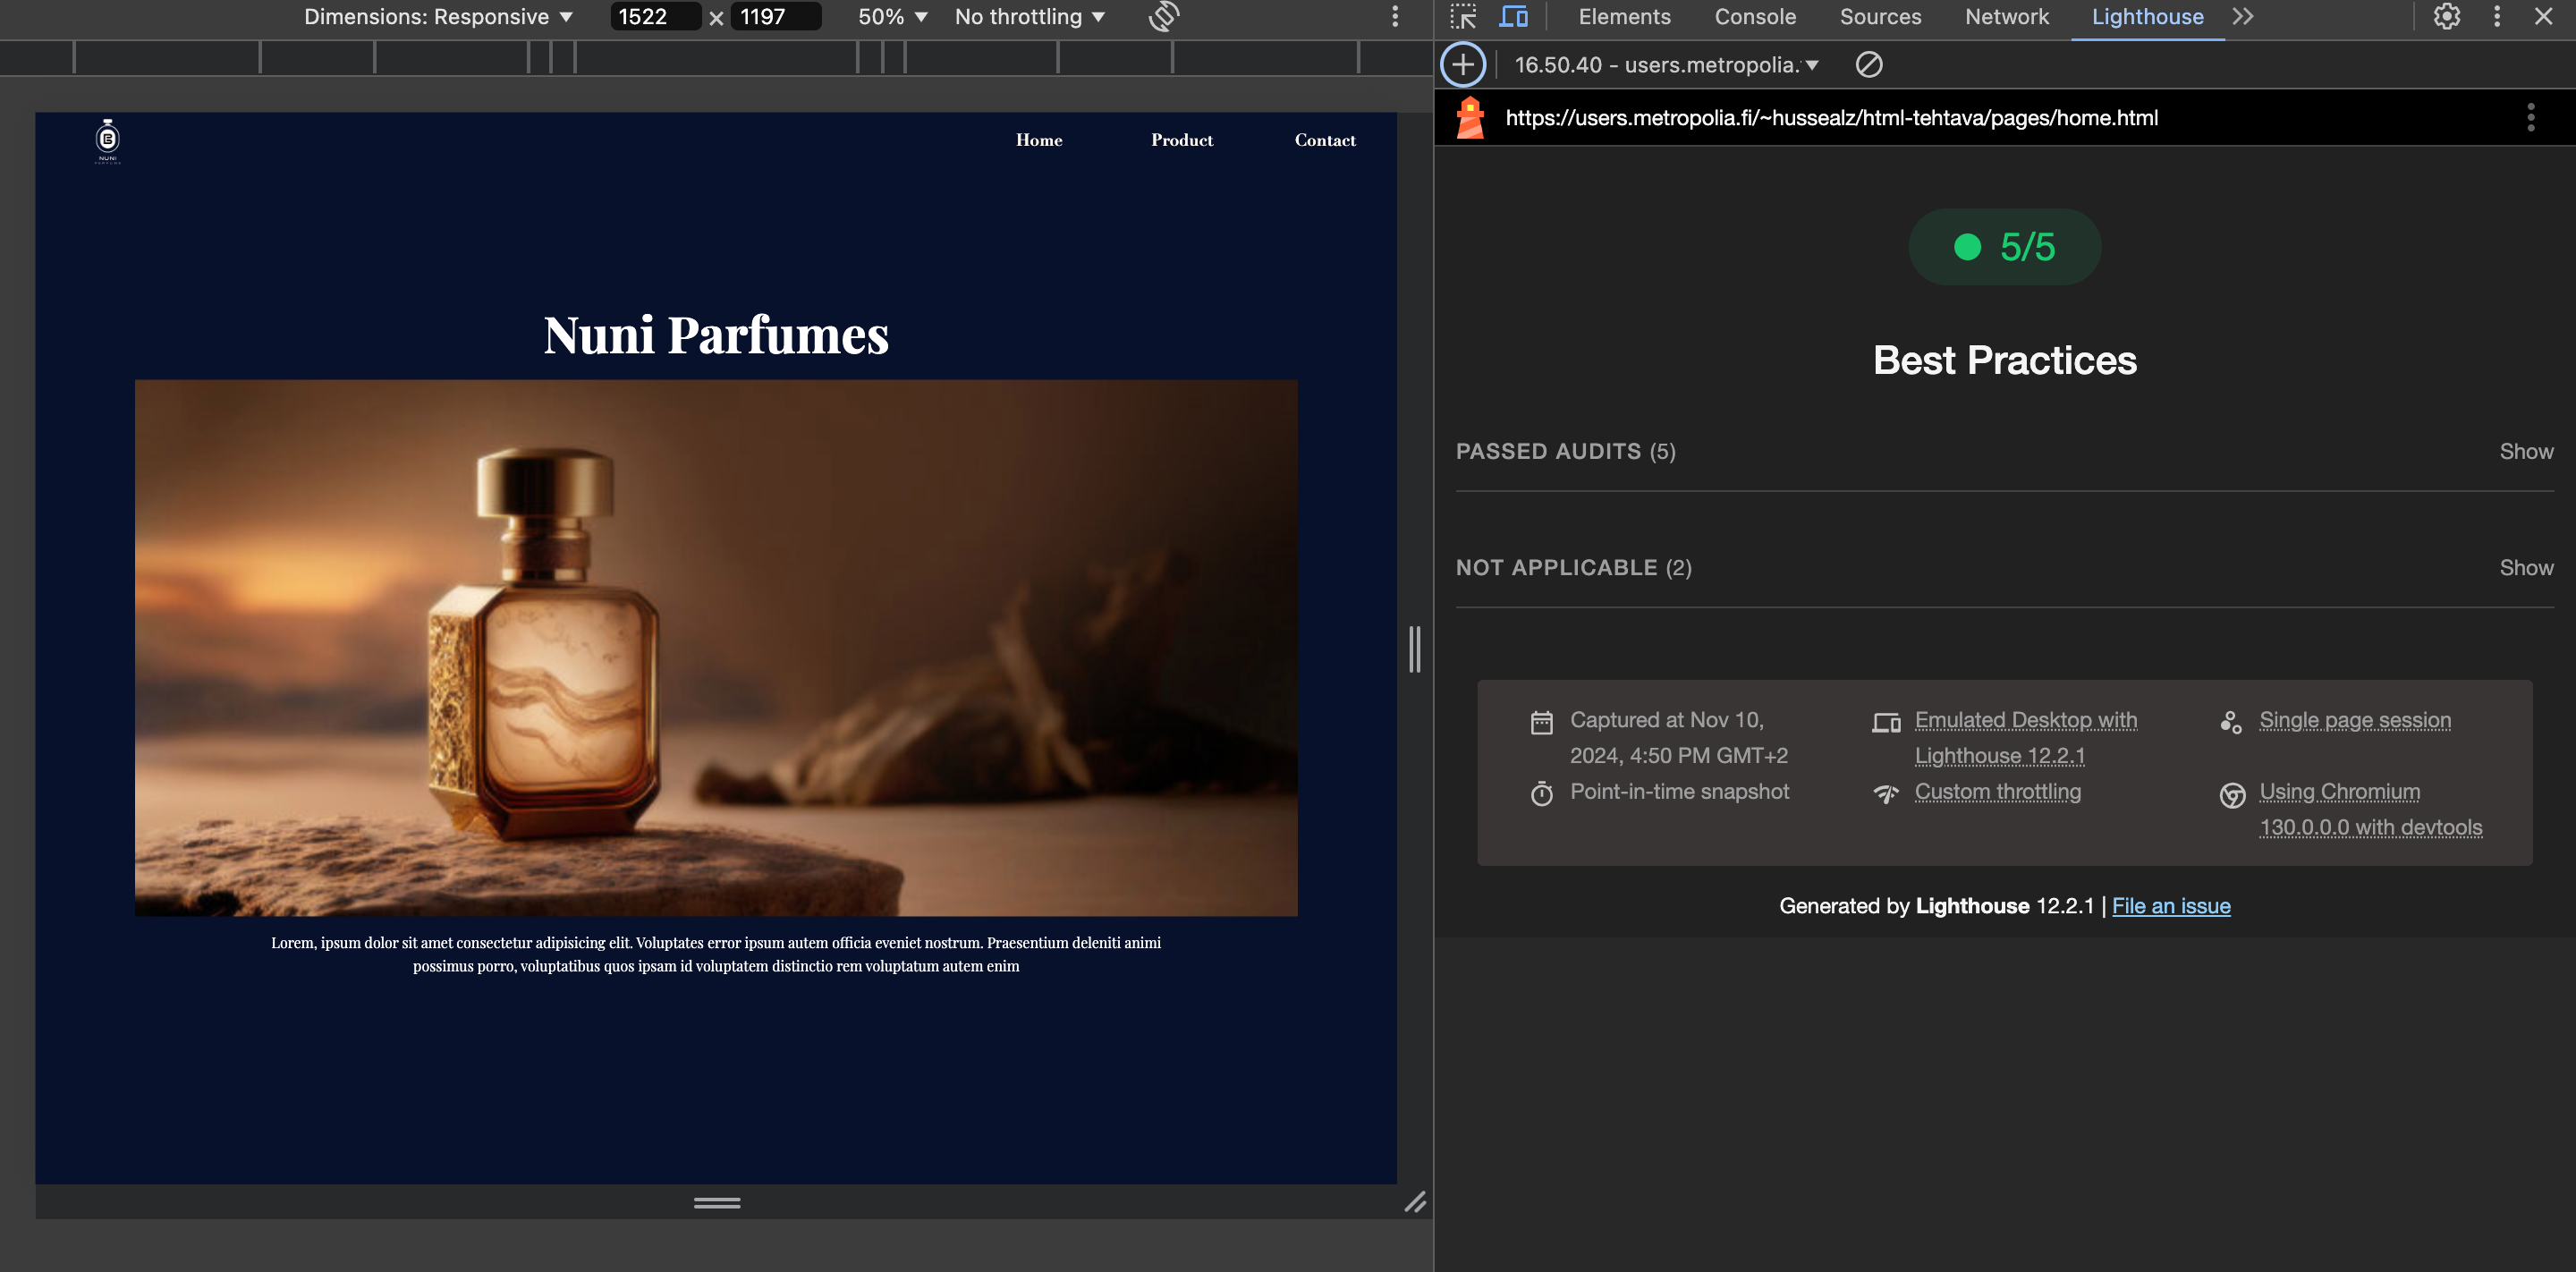 Dimensions: Responsive ▼ 1522 × 1197 50% ▼ No throttling ▼
Elements Console Sources Network Lighthouse
16.50.40 - users.metropolia.
https://users.metropolia.fi/~hussealz/html-tehtava/pages/home.html
NUNI
PARFUMS
Home Product Contact
Nuni Parfumes
Lorem, ipsum dolor sit amet consectetur adipisicing elit. Voluptates error ipsum autem officia eveniet nostrum. Praesentium deleniti animi
possimus porro, voluptatibus quos ipsam id voluptatem distinctio rem voluptatum autem enim
5/5
Best Practices
PASSED AUDITS (5) Show
NOT APPLICABLE (2) Show
Captured at Nov 10,
2024, 4:50 PM GMT+2
Emulated Desktop with
Lighthouse 12.2.1
Single page session
Point-in-time snapshot
Custom throttling
Using Chromium
130.0.0.0 with devtools
Generated by Lighthouse 12.2.1 | File an issue